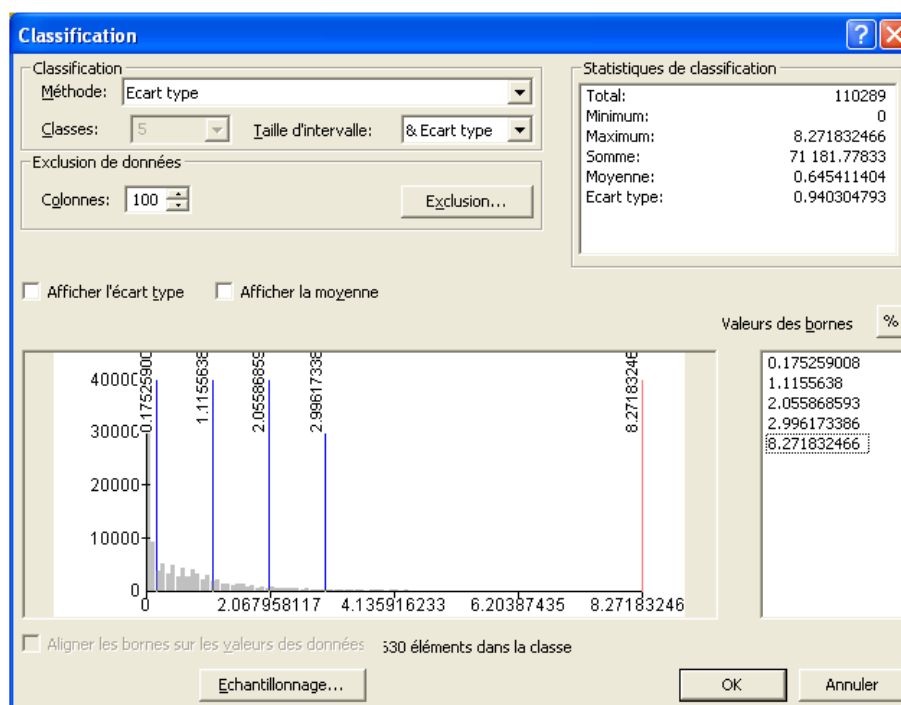 Classification
Classification
Méthode: Ecart type
Classes: 5 Taille d'intervalle: & Ecart type
Exclusion de données
Colonnes: 100 Exclusion...
Statistiques de classification
Total: 110289
Minimum: 0
Maximum: 8.271832466
Somme: 71 181.77833
Moyenne: 0.645411404
Ecart type: 0.940304793
Afficher l'écart type Afficher la moyenne
Valeurs des bornes %
40000
30000
20000
10000
0
0.17525900
1.1155638
2.05586859
2.99617338
8.27183246
0 2.067958117 4.135916233 6.20387435 8.27183246
0.175259008
1.1155638
2.055868593
2.996173386
8.271832466
Aligner les bornes sur les valeurs des données 530 éléments dans la classe
Echantillonnage... OK Annuler